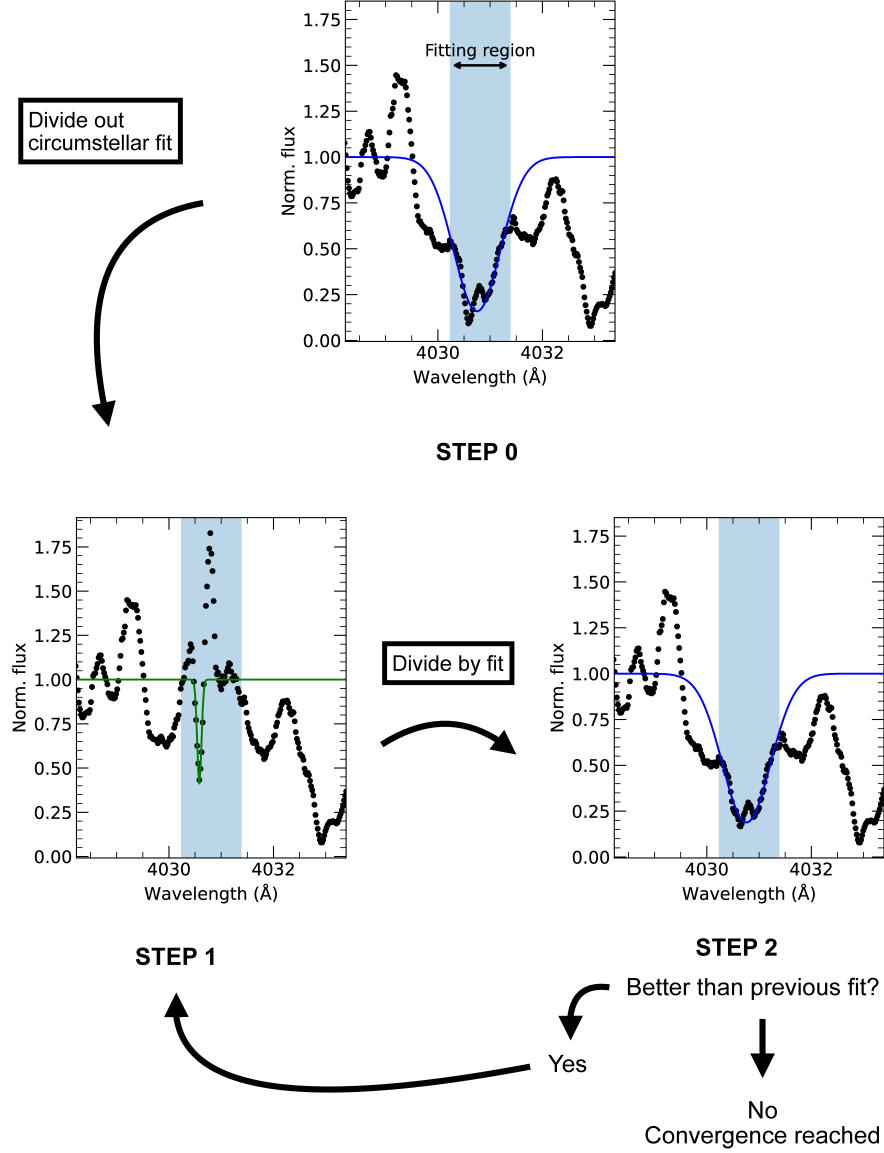 Fitting region
1.75
1.50
1.25
1.00
0.75
0.50
0.25
0.00
Norm. flux
4030
4032
Wavelength (Å)
Divide out
circumstellar fit
STEP 0
1.75
1.50
1.25
1.00
0.75
0.50
0.25
0.00
Norm. flux
4030
4032
Wavelength (Å)
STEP 1
Divide by fit
1.75
1.50
1.25
1.00
0.75
0.50
0.25
0.00
Norm. flux
4030
4032
Wavelength (Å)
STEP 2
Better than previous fit?
Yes
No
Convergence reached